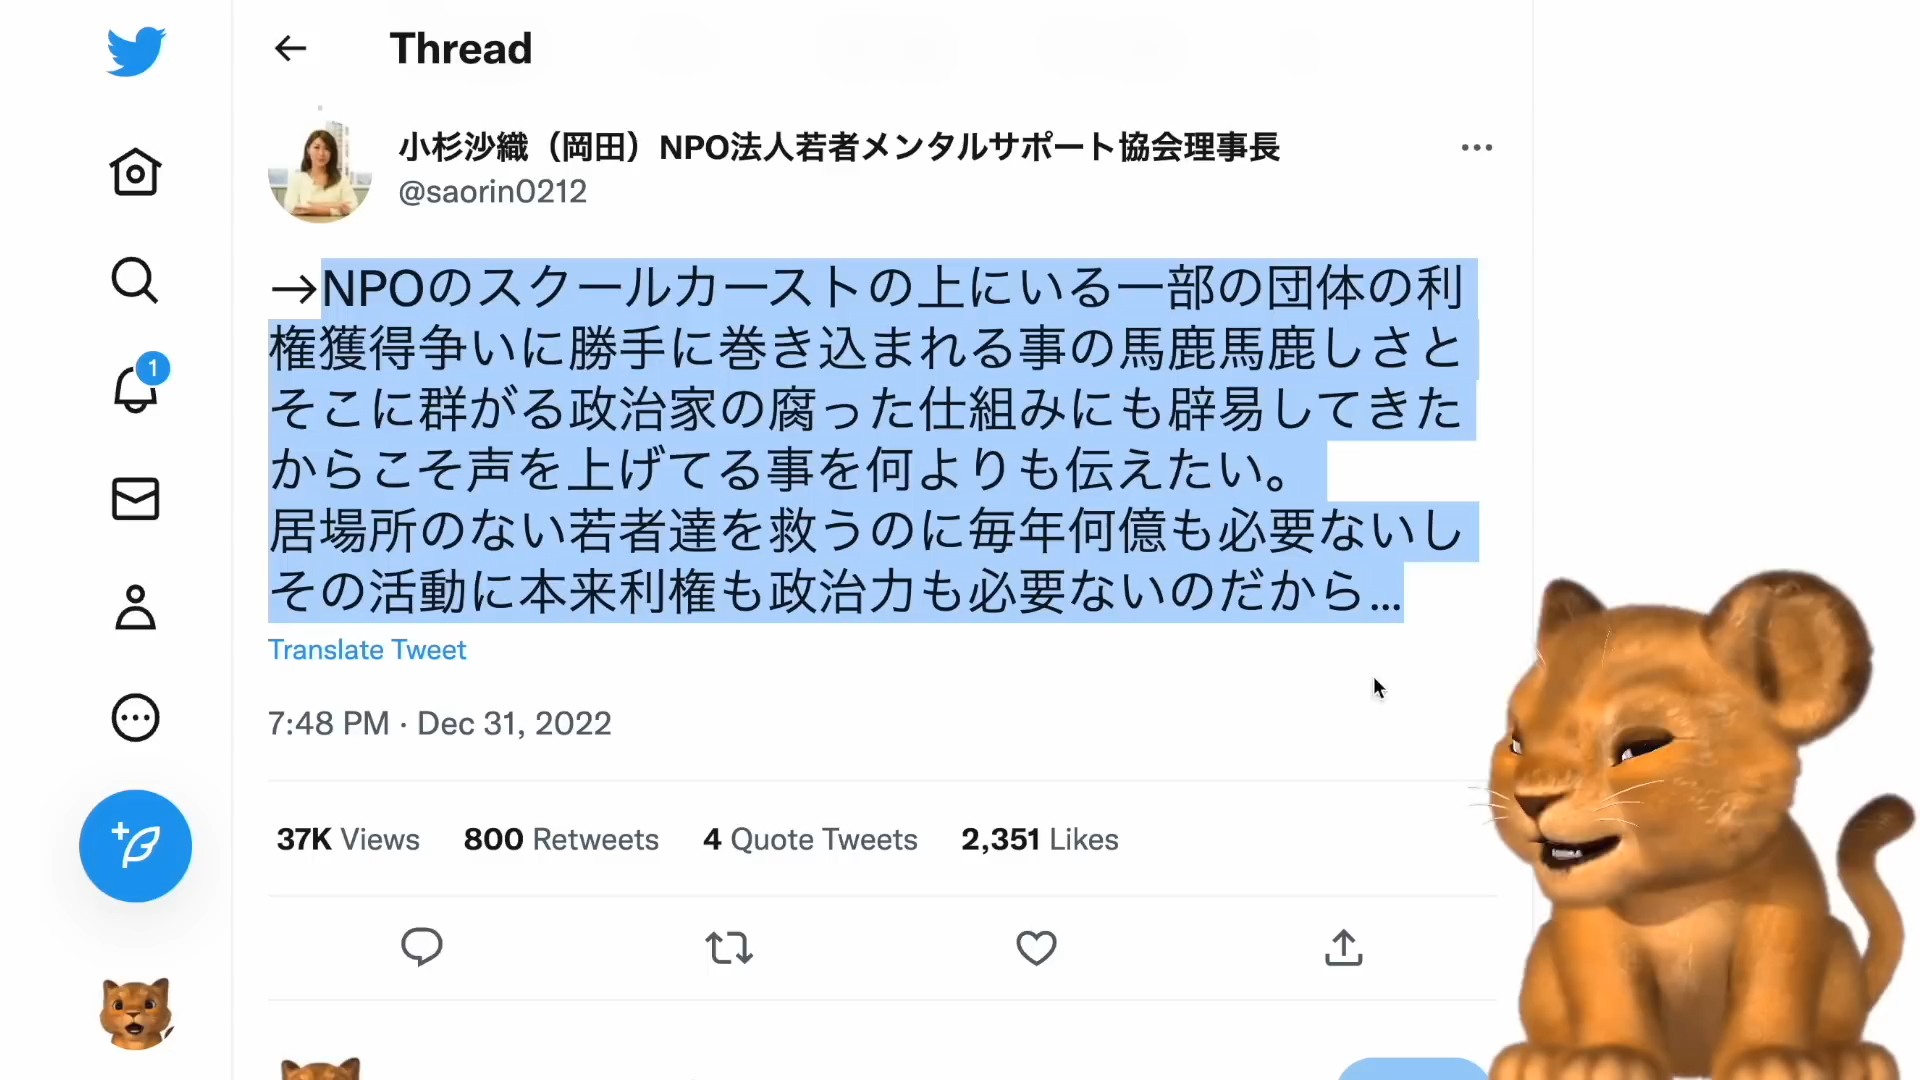 Thread
小杉沙織（岡田）NPO法人若者メンタルサポート協会理事長
@saorin0212
→NPOのスクールカーストの上にいる一部の団体の利
権獲得争いに勝手に巻き込まれる事の馬鹿馬鹿しさと
そこに群がる政治家の腐った仕組みにも辟易してきた
からこそ声を上げてる事を何よりも伝えたい。
居場所のない若者達を救うのに毎年何億も必要ないし
その活動に本来利権も政治力も必要ないのだから...
Translate Tweet
7:48 PM · Dec 31, 2022
37K Views 800 Retweets 4 Quote Tweets 2,351 Likes
1